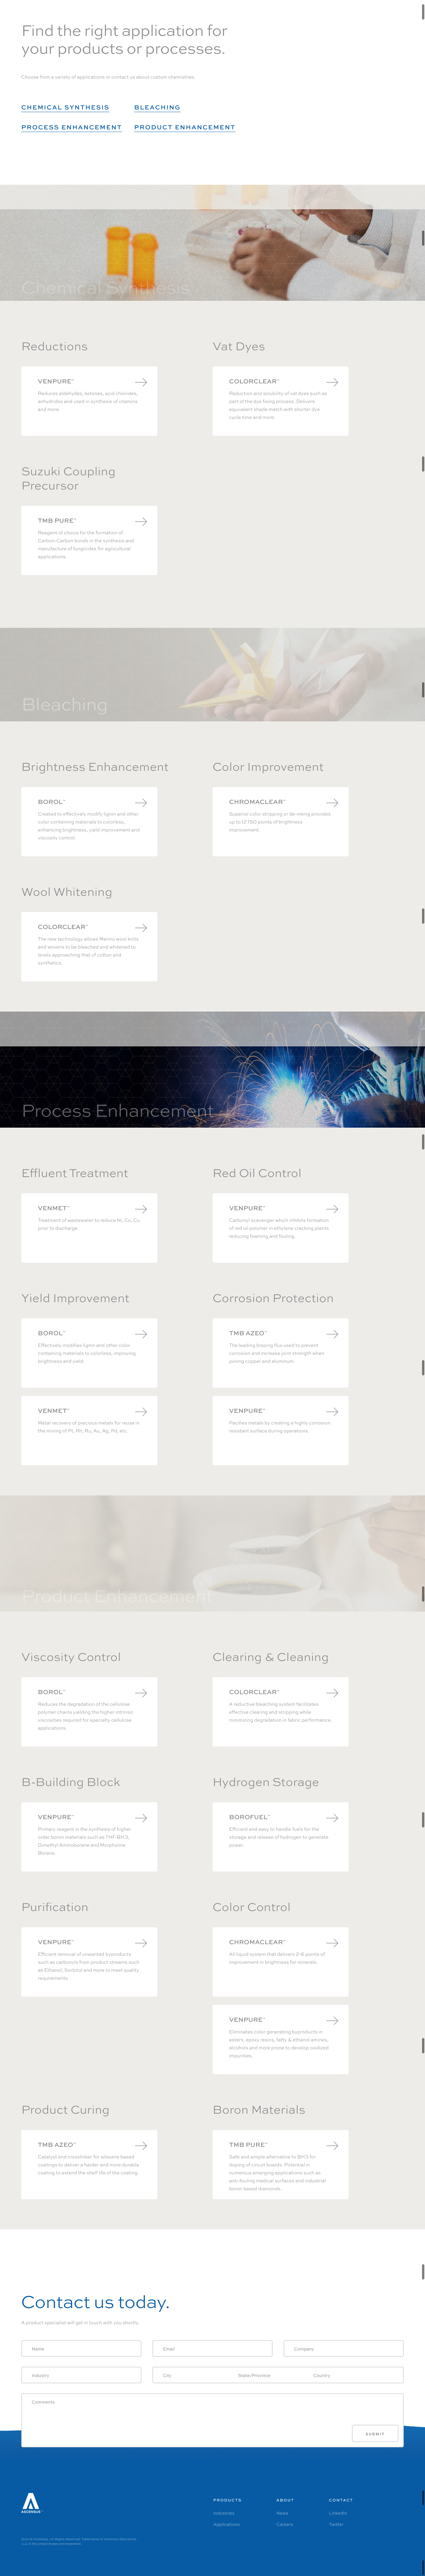 Find the right application for
your products or processes.
Choose from a variety of applications or contact us about custom chemistries.
CHEMICAL SYNTHESIS
BLEACHING
PROCESS ENHANCEMENT
PRODUCT ENHANCEMENT
Chemical Synthesis
Reductions
VENPURE™
Reduces aldehydes, ketones, acid chlorides,
anhydrides and used in synthesis of vitamins
and more.
Vat Dyes
COLORCLEAR™
Reduction and solubility of vat dyes such as
part of the dye fixing process. Delivers
equivalent shade match with shorter dye
cycle time and more.
Suzuki Coupling
Precursor
TMB PURE™
Reagent of choice for the formation of
Carbon-Carbon bonds in the synthesis and
manufacture of fungicides for agricultural
applications.
Bleaching
Brightness Enhancement
BOROL™
Created to effectively modify lignin and other
color containing materials to colorless,
enhancing brightness, yield improvement and
viscosity control.
Color Improvement
CHROMACLEAR™
Superior color stripping or de-inking provides
up to 12 ISO points of brightness
improvement.
Wool Whitening
COLORCLEAR™
The new technology allows Merino wool knits
and wovens to be bleached and whitened to
levels approaching that of cotton and
synthetics.
Process Enhancement
Effluent Treatment
VENMET™
Treatment of wastewater to reduce Ni, Co, Cu
prior to discharge.
Red Oil Control
VENPURE™
Carbonyl scavenger which inhibits formation
of red oil polymer in ethylene cracking plants
reducing foaming and fouling.
Yield Improvement
BOROL™
Effectively modifies lignin and other color
containing materials to colorless, improving
brightness and yield.
VENMET™
Metal recovery of precious metals for reuse in
the mining of Pt, Rh, Ru, Au, Ag, Pd, etc.
Corrosion Protection
TMB AZEO™
The leading brazing flux used to prevent
corrosion and increase joint strength when
joining copper and aluminum.
VENPURE™
Pacifies metals by creating a highly corrosion
resistant surface during operations.
Product Enhancement
Viscosity Control
BOROL™
Reduces the degradation of the cellulose
polymer chains yielding the higher intrinsic
viscosities required for specialty cellulose
applications.
Clearing & Cleaning
COLORCLEAR™
A reductive bleaching system facilitates
effective clearing and stripping while
minimizing degradation in fabric performance.
B-Building Block
VENPURE™
Primary reagent in the synthesis of higher
order boron materials such as THF-BH3,
Dimethyl Aminoborane and Morpholine
Borane.
Hydrogen Storage
BOROFUEL™
Efficient and easy to handle fuels for the
storage and release of hydrogen to generate
power.
Purification
VENPURE™
Efficient removal of unwanted byproducts
such as carbonyls from product streams such
as Ethanol, Sorbitol and more to meet quality
requirements.
Color Control
CHROMACLEAR™
All liquid system that delivers 2-6 points of
improvement in brightness for minerals.
VENPURE™
Eliminates color generating byproducts in
esters, epoxy resins, fatty & ethanol amines,
alcohols and more prone to develop oxidized
impurities.
Product Curing
TMB AZEO™
Catalyst and crosslinker for siloxane based
coatings to deliver a harder and more durable
coating to extend the shelf life of the coating.
Boron Materials
TMB PURE™
Safe and simple alternative to BH3 for
doping of circuit boards. Potential in
numerous emerging applications such as
anti-fouling medical surfaces and industrial
boron based diamonds.
Contact us today.
A product specialist will get in touch with you shortly.
Name
Email
Company
Industry
City
State/Province
Country
Comments
SUBMIT
ASCENSUS
PRODUCTS
Industries
Applications
ABOUT
News
Careers
CONTACT
LinkedIn
Twitter